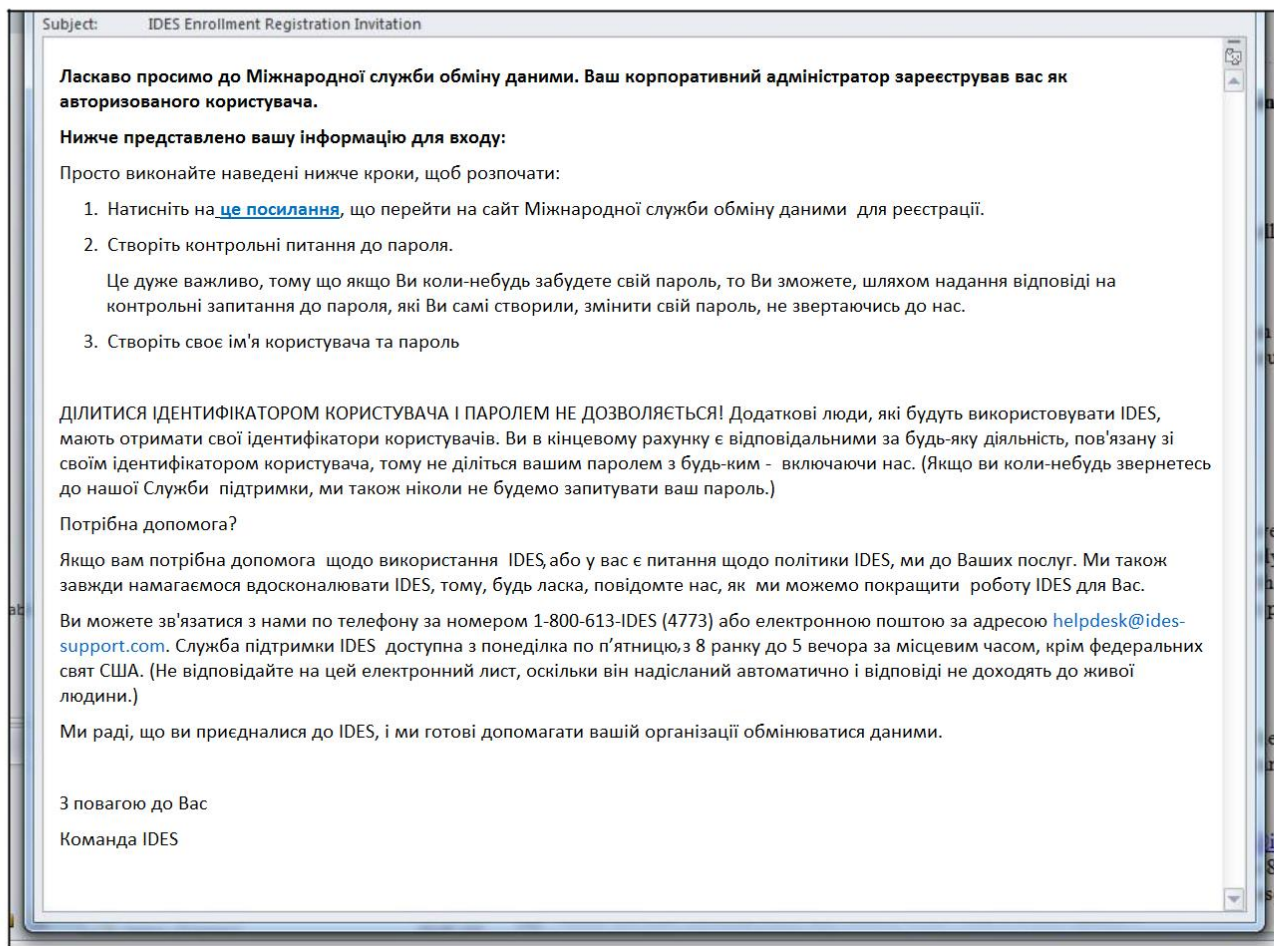 Subject: IDES Enrollment Registration Invitation
Ласкаво просимо до Міжнародної служби обміну даними. Ваш корпоративний адміністратор зареєстрував вас як
авторизованого користувача.
Нижче представлено вашу інформацію для входу:
Просто виконайте наведені нижче кроки, щоб розпочати:
1. Натисніть на це посилання, що перейти на сайт Міжнародної служби обміну даними для реєстрації.
2. Створіть контрольні питання до пароля.
Це дуже важливо, тому що якщо Ви коли-небудь забудете свій пароль, то Ви зможете, шляхом надання відповіді на
контрольні запитання до пароля, які Ви самі створили, змінити свій пароль, не звертаючись до нас.
3. Створіть своє ім'я користувача та пароль
ДІЛИТИСЯ ІДЕНТИФІКАТОРОМ КОРИСТУВАЧА І ПАРОЛЕМ НЕ ДОЗВОЛЯЄТЬСЯ! Додаткові люди, які будуть використовувати IDES,
мають отримати свої ідентифікатори користувачів. Ви в кінцевому рахунку є відповідальними за будь-яку діяльність, пов'язану зі
своїм ідентифікатором користувача, тому не діліться вашим паролем з будь-ким - включаючи нас. (Якщо ви коли-небудь звернетесь
до нашої Служби підтримки, ми також ніколи не будемо запитувати ваш пароль.)
Потрібна допомога?
Якщо вам потрібна допомога щодо використання IDES, або у вас є питання щодо політики IDES, ми до Ваших послуг. Ми також
завжди намагаємося вдосконалювати IDES, тому, будь ласка, повідомте нас, як ми можемо покращити роботу IDES для Вас.
Ви можете зв'язатися з нами по телефону за номером 1-800-613-IDES (4773) або електронною поштою за адресою helpdesk@ides-
support.com. Служба підтримки IDES доступна з понеділка по п’ятницю,з 8 ранку до 5 вечора за місцевим часом, крім федеральних
свят США. (Не відповідайте на цей електронний лист, оскільки він надісланий автоматично і відповіді не доходять до живої
людини.)
Ми раді, що ви приєдналися до IDES, і ми готові допомагати вашій організації обмінюватися даними.
З повагою до Вас
Команда IDES